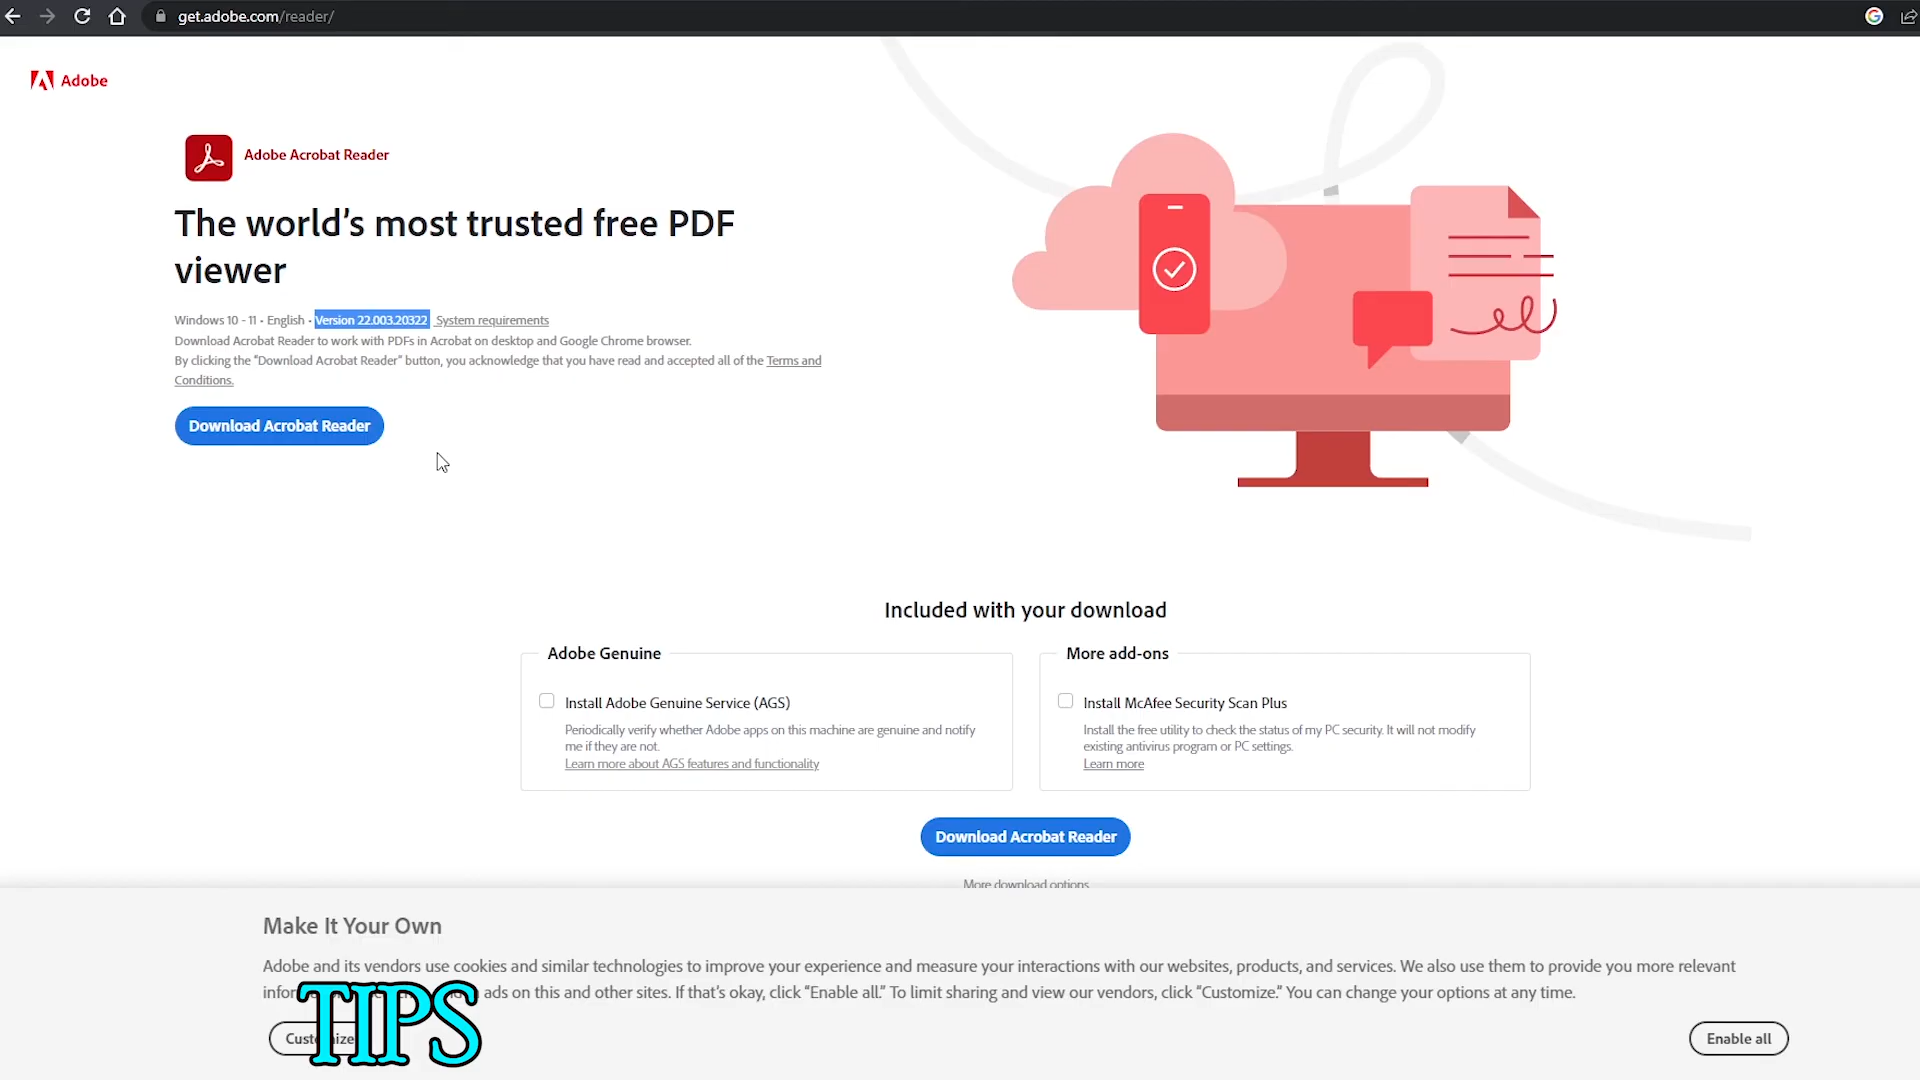 get.adobe.com/reader/
Adobe
Adobe Acrobat Reader
The world’s most trusted free PDF
viewer
Windows 10 - 11 • English • Version 22.003.20322 System requirements
Download Acrobat Reader to work with PDFs in Acrobat on desktop and Google Chrome browser.
By clicking the “Download Acrobat Reader” button, you acknowledge that you have read and accepted all of the Terms and
Conditions.
Download Acrobat Reader
Included with your download
Adobe Genuine
Install Adobe Genuine Service (AGS)
Periodically verify whether Adobe apps on this machine are genuine and notify
me if they are not.
Learn more about AGS features and functionality
More add-ons
Install McAfee Security Scan Plus
Install the free utility to check the status of my PC security. It will not modify
existing antivirus program or PC settings.
Learn more
Download Acrobat Reader
More download options
Make It Your Own
Adobe and its vendors use cookies and similar technologies to improve your experience and measure your interactions with our websites, products, and services. We also use them to provide you more relevant
ads on this and other sites. If that’s okay, click “Enable all.” To limit sharing and view our vendors, click “Customize.” You can change your options at any time.
TIPS
Customize
Enable all